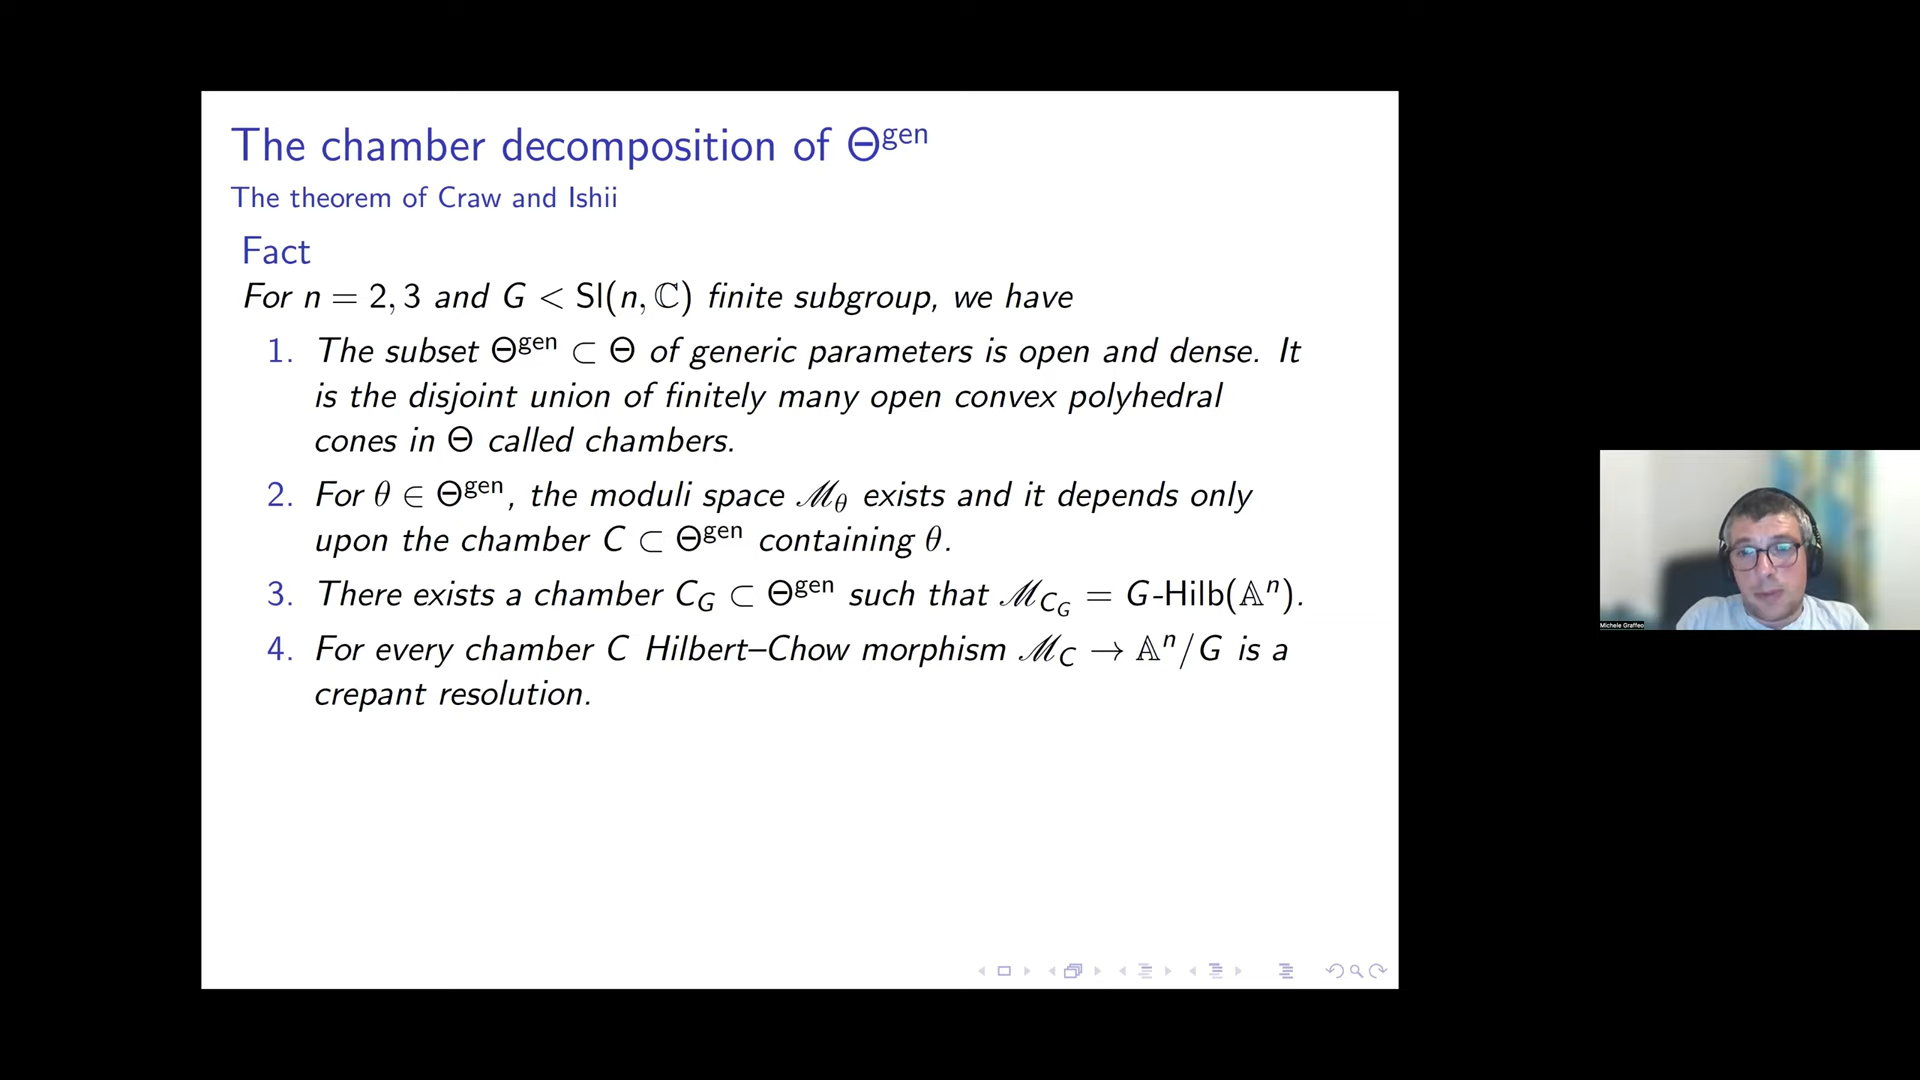 The chamber decomposition of Θ^gen
The theorem of Craw and Ishii
Fact
For n = 2, 3 and G < Sl(n, ℂ) finite subgroup, we have
1. The subset Θ^gen ⊂ Θ of generic parameters is open and dense. It
is the disjoint union of finitely many open convex polyhedral
cones in Θ called chambers.
2. For θ ∈ Θ^gen, the moduli space ℳ_θ exists and it depends only
upon the chamber C ⊂ Θ^gen containing θ.
3. There exists a chamber C_G ⊂ Θ^gen such that ℳ_{C_G} = G-Hilb(𝔸^n).
4. For every chamber C Hilbert–Chow morphism ℳ_C → 𝔸^n/G is a
crepant resolution.
Michele Graffeo